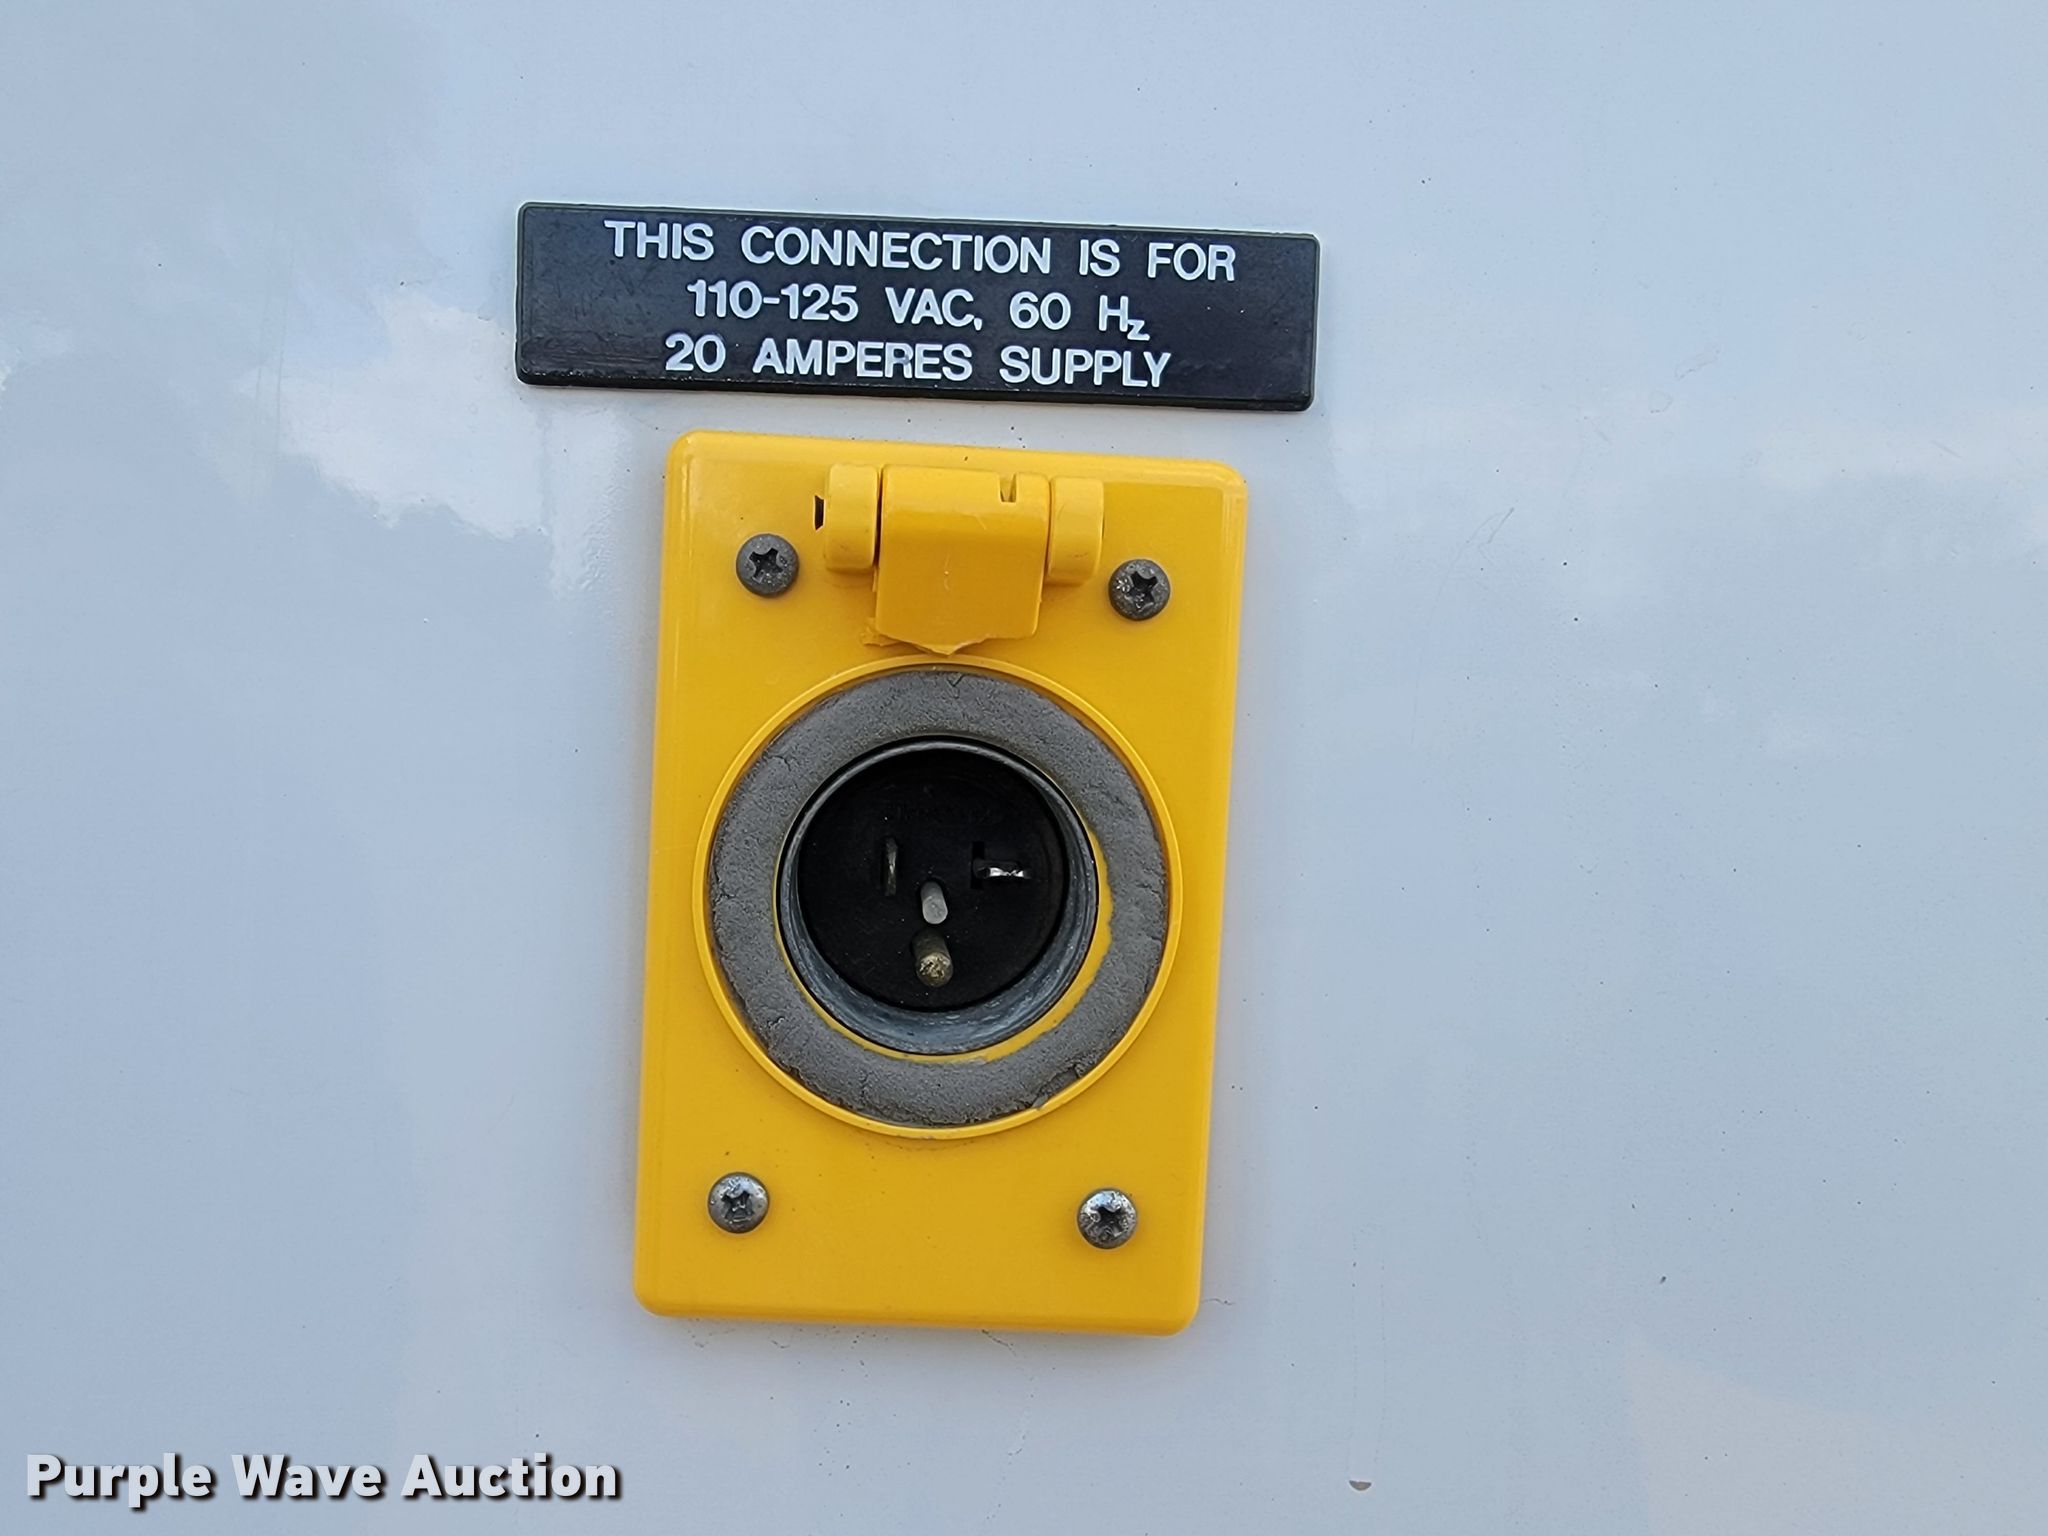 THIS CONNECTION IS FOR
110-125 VAC, 60 Hz
20 AMPERES SUPPLY
Purple Wave Auction